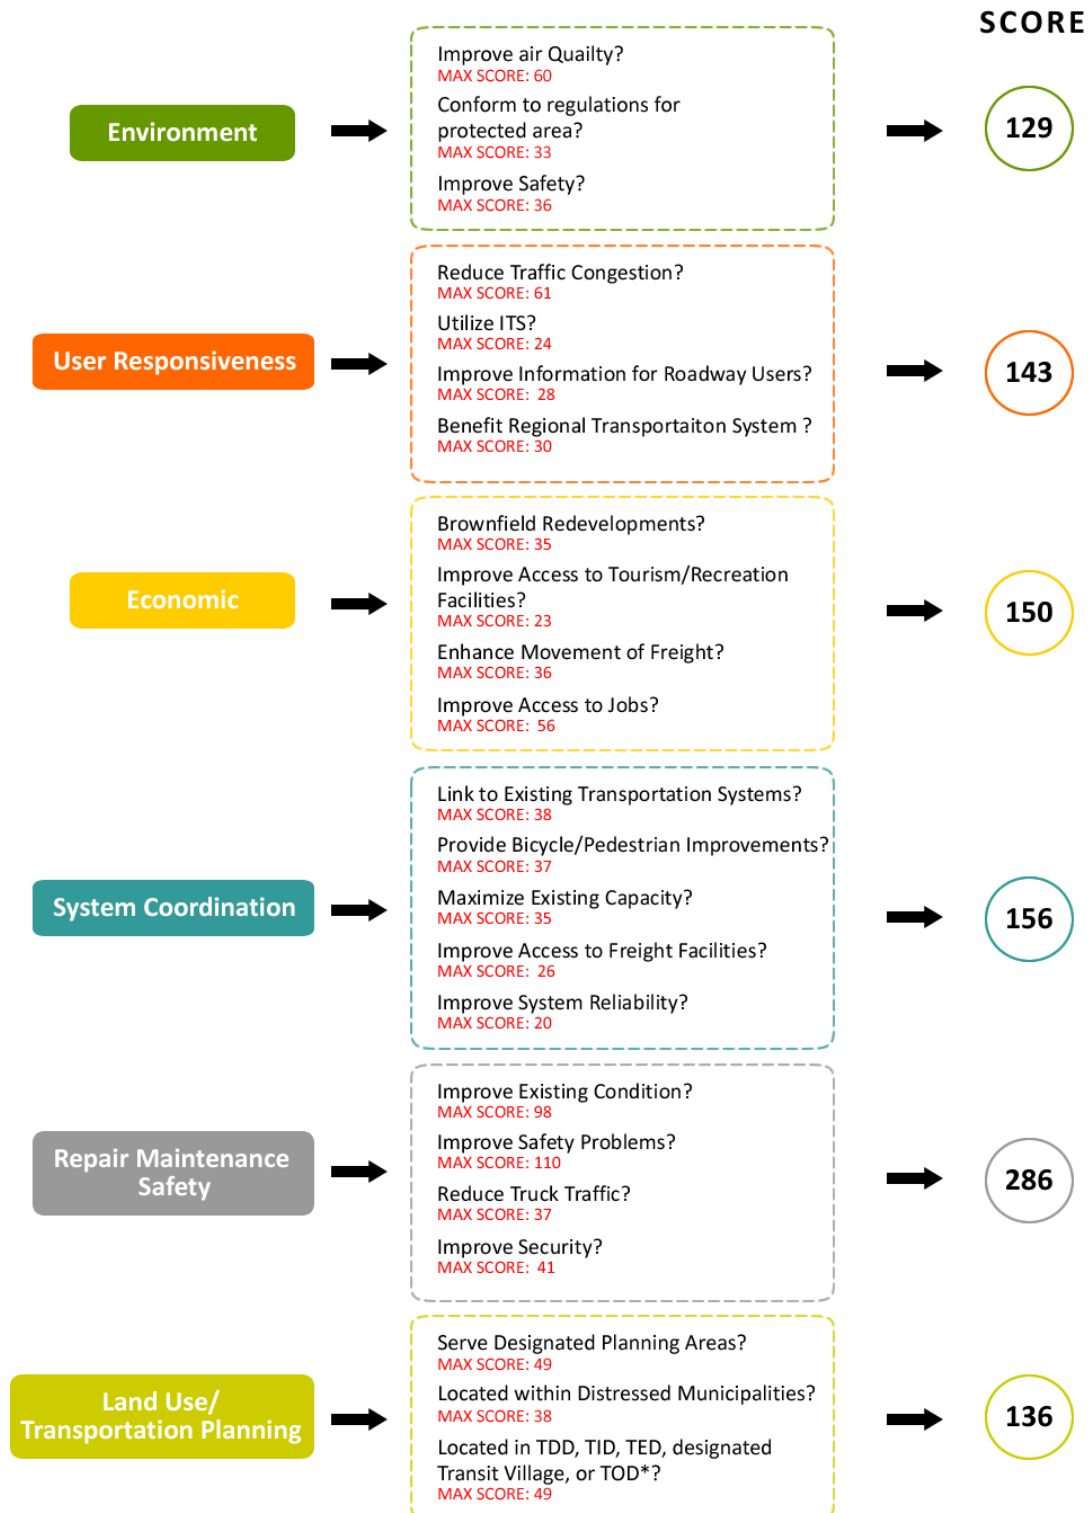 SCORE
Environment
Improve air Quailty?
MAX SCORE: 60
Conform to regulations for
protected area?
MAX SCORE: 33
Improve Safety?
MAX SCORE: 36
129
User Responsiveness
Reduce Traffic Congestion?
MAX SCORE: 61
Utilize ITS?
MAX SCORE: 24
Improve Information for Roadway Users?
MAX SCORE: 28
Benefit Regional Transportaiton System ?
MAX SCORE: 30
143
Economic
Brownfield Redevelopments?
MAX SCORE: 35
Improve Access to Tourism/Recreation
Facilities?
MAX SCORE: 23
Enhance Movement of Freight?
MAX SCORE: 36
Improve Access to Jobs?
MAX SCORE: 56
150
System Coordination
Link to Existing Transportation Systems?
MAX SCORE: 38
Provide Bicycle/Pedestrian Improvements?
MAX SCORE: 37
Maximize Existing Capacity?
MAX SCORE: 35
Improve Access to Freight Facilities?
MAX SCORE: 26
Improve System Reliability?
MAX SCORE: 20
156
Repair Maintenance
Safety
Improve Existing Condition?
MAX SCORE: 98
Improve Safety Problems?
MAX SCORE: 110
Reduce Truck Traffic?
MAX SCORE: 37
Improve Security?
MAX SCORE: 41
286
Land Use/
Transportation Planning
Serve Designated Planning Areas?
MAX SCORE: 49
Located within Distressed Municipalities?
MAX SCORE: 38
Located in TDD, TID, TED, designated
Transit Village, or TOD*?
MAX SCORE: 49
136